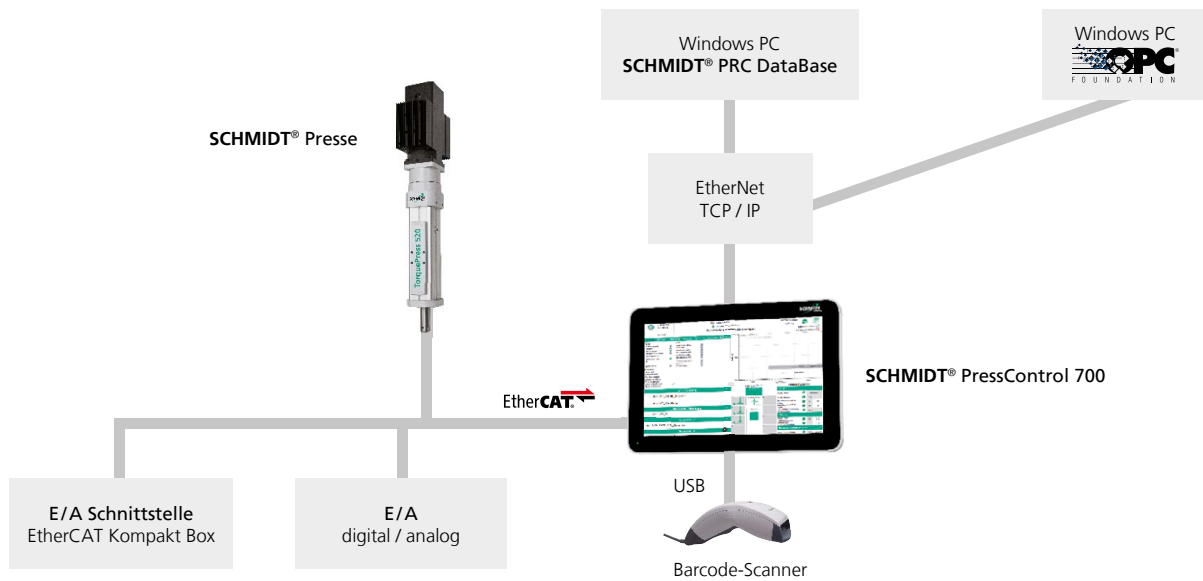 Windows PC
SCHMIDT® PRC DataBase
Windows PC
OPC®
FOUNDATION
SCHMIDT® Presse
EtherNet
TCP / IP
TorquePress 520
SCHMIDT
SCHMIDT® PressControl 700
EtherCAT®
USB
E/A Schnittstelle
EtherCAT Kompakt Box
E/A
digital / analog
Barcode-Scanner